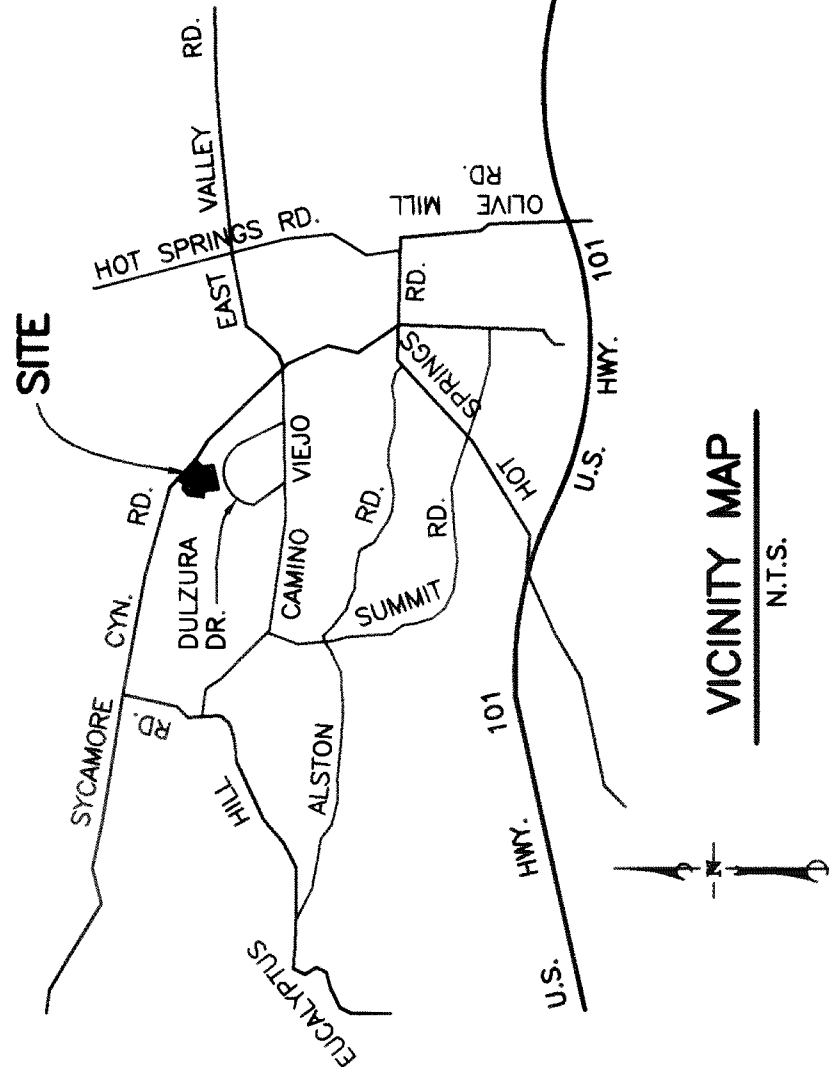 SITE
HOT SPRINGS RD.
EAST VALLEY RD.
SYCAMORE CYN. RD.
DULZURA
DR.
CAMINO VIEJO
OLIVE MILL
RD.
HOT SPRINGS RD.
EUCALYPTUS HILL RD.
ALSTON RD.
SUMMIT RD.
U.S. HWY. 101
U.S. HWY. 101
N
VICINITY MAP
N.T.S.